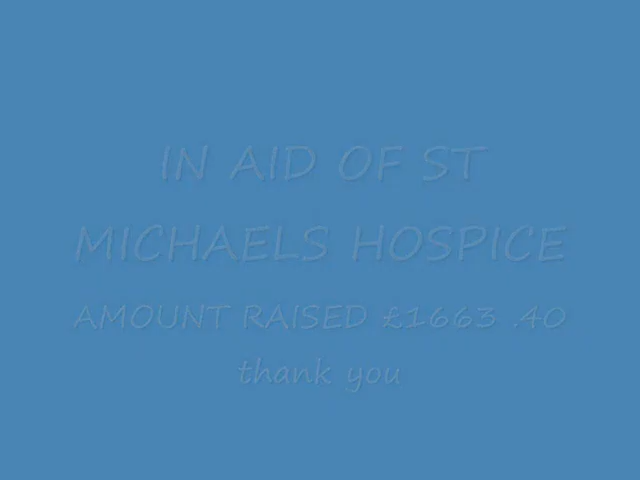 IN AID OF ST
MICHAELS HOSPICE
AMOUNT RAISED £1663 .40
thank you